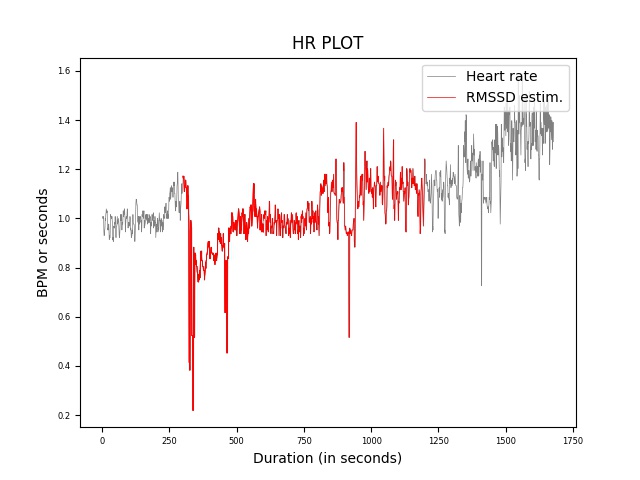 HR PLOT
Heart rate
RMSSD estim.
BPM or seconds
1.6
1.4
1.2
1.0
0.8
0.6
0.4
0.2
0 250 500 750 1000 1250 1500 1750
Duration (in seconds)